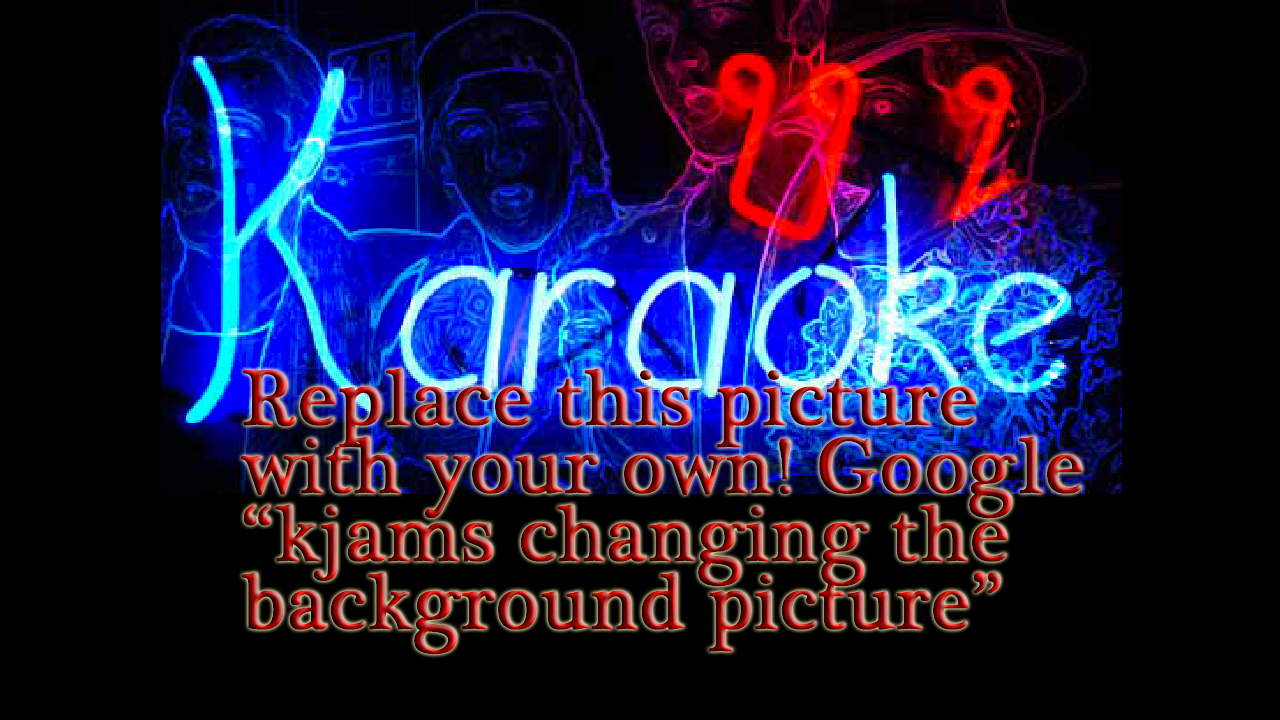 Karaoke
Replace this picture
with your own! Google
“kjams changing the
background picture”